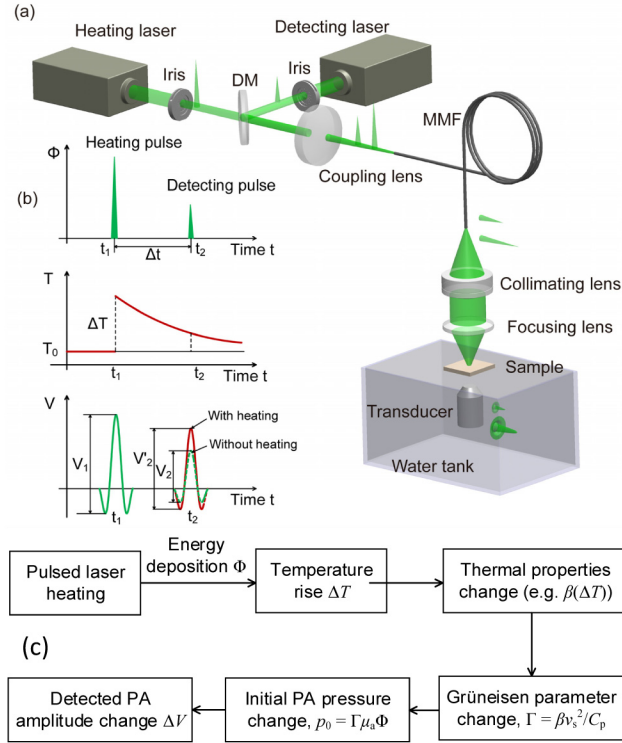 (a)
Heating laser
Detecting laser
Iris
DM
Iris
MMF
Coupling lens
Collimating lens
Focusing lens
Sample
Transducer
Water tank
(b)
Φ
Heating pulse
Detecting pulse
t₁
Δt
t₂
Time t
T
ΔT
T₀
t₁
t₂
Time t
V
With heating
Without heating
V₁
V'₂
V₂
t₁
t₂
Time t
(c)
Pulsed laser
heating
Energy
deposition Φ
Temperature
rise ΔT
Thermal properties
change (e.g. β(ΔT))
Grüneisen parameter
change, Γ = βvₛ²/Cₚ
Initial PA pressure
change, p₀ = ΓμₐΦ
Detected PA
amplitude change ΔV